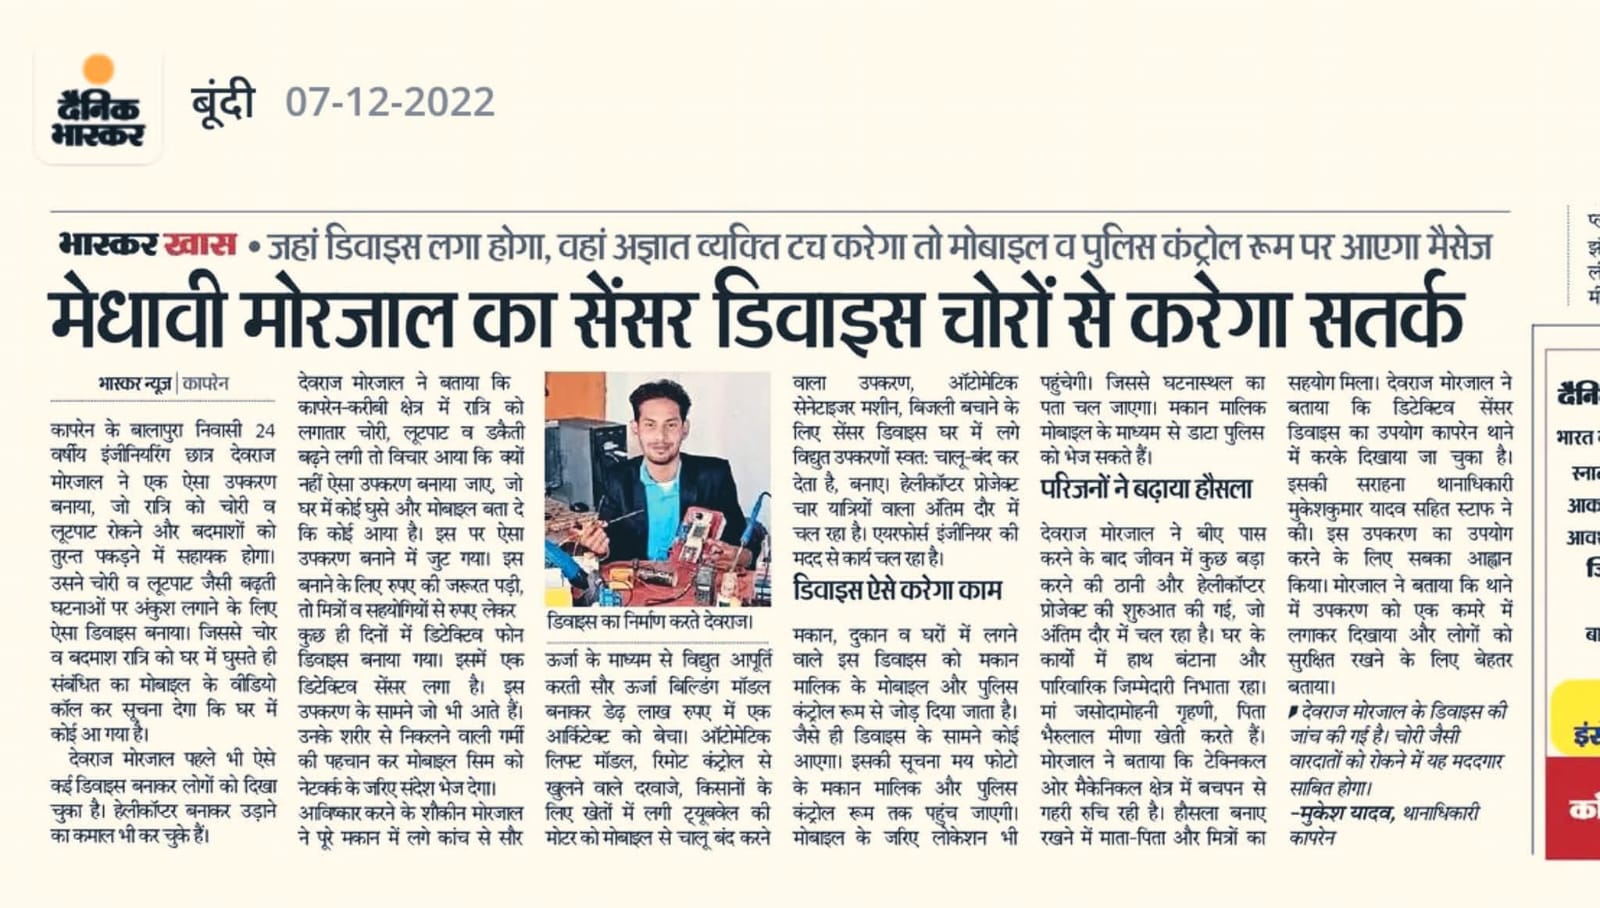 दैनिक
भास्कर
बूंदी 07-12-2022
भास्कर खास • जहां डिवाइस लगा होगा, वहां अज्ञात व्यक्ति टच करेगा तो मोबाइल व पुलिस कंट्रोल रूम पर आएगा मैसेज
मेधावी मोरजाल का सेंसर डिवाइस चोरों से करेगा सतर्क
भास्कर न्यूज | कापरेन
कापरेन के बालापुरा निवासी 24
वर्षीय इंजीनियरिंग छात्र देवराज
मोरजाल ने एक ऐसा उपकरण
बनाया, जो रात्रि को चोरी व
लूटपाट रोकने और बदमाशों को
तुरन्त पकड़ने में सहायक होगा।
उसने चोरी व लूटपाट जैसी बढ़ती
घटनाओं पर अंकुश लगाने के लिए
ऐसा डिवाइस बनाया। जिससे चोर
व बदमाश रात्रि को घर में घुसते ही
संबंधित का मोबाइल के वीडियो
कॉल कर सूचना देगा कि घर में
कोई आ गया है।
देवराज मोरजाल पहले भी ऐसे
कई डिवाइस बनाकर लोगों को दिखा
चुका है। हेलीकॉप्टर बनाकर उड़ाने
का कमाल भी कर चुके हैं।
देवराज मोरजाल ने बताया कि
कापरेन-करीबी क्षेत्र में रात्रि को
लगातार चोरी, लूटपाट व डकैती
बढ़ने लगी तो विचार आया कि क्यों
नहीं ऐसा उपकरण बनाया जाए, जो
घर में कोई घुसे और मोबाइल बता दे
कि कोई आया है। इस पर ऐसा
उपकरण बनाने में जुट गया। इस
बनाने के लिए रुपए की जरूरत पड़ी,
तो मित्रों व सहयोगियों से रुपए लेकर
कुछ ही दिनों में डिटेक्टिव फोन
डिवाइस बनाया गया। इसमें एक
डिटेक्टिव सेंसर लगा है। इस
उपकरण के सामने जो भी आते हैं।
उनके शरीर से निकलने वाली गर्मी
की पहचान कर मोबाइल सिम को
नेटवर्क के जरिए संदेश भेज देगा।
आविष्कार करने के शौकीन मोरजाल
ने पूरे मकान में लगे कांच से सौर
डिवाइस का निर्माण करते देवराज।
ऊर्जा के माध्यम से विद्युत आपूर्ति
करती सौर ऊर्जा बिल्डिंग मॉडल
बनाकर डेढ़ लाख रुपए में एक
आर्किटेक्ट को बेचा। ऑटोमेटिक
लिफ्ट मॉडल, रिमोट कंट्रोल से
खुलने वाले दरवाजे, किसानों के
लिए खेतों में लगी ट्यूबवेल की
मोटर को मोबाइल से चालू बंद करने
वाला उपकरण, ऑटोमेटिक
सेनेटाइजर मशीन, बिजली बचाने के
लिए सेंसर डिवाइस घर में लगे
विद्युत उपकरणों स्वत: चालू-बंद कर
देता है, बनाए। हेलीकॉप्टर प्रोजेक्ट
चार यात्रियों वाला अंतिम दौर में
चल रहा है। एयरफोर्स इंजीनियर की
मदद से कार्य चल रहा है।
डिवाइस ऐसे करेगा काम
मकान, दुकान व घरों में लगने
वाले इस डिवाइस को मकान
मालिक के मोबाइल और पुलिस
कंट्रोल रूम से जोड़ दिया जाता है।
जैसे ही डिवाइस के सामने कोई
आएगा। इसकी सूचना मय फोटो
के मकान मालिक और पुलिस
कंट्रोल रूम तक पहुंच जाएगी।
मोबाइल के जरिए लोकेशन भी
पहुंचेगी। जिससे घटनास्थल का
पता चल जाएगा। मकान मालिक
मोबाइल के माध्यम से डाटा पुलिस
को भेज सकते हैं।
परिजनों ने बढ़ाया हौसला
देवराज मोरजाल ने बीए पास
करने के बाद जीवन में कुछ बड़ा
करने की ठानी और हेलीकॉप्टर
प्रोजेक्ट की शुरुआत की गई, जो
अंतिम दौर में चल रहा है। घर के
कार्यों में हाथ बंटाना और
पारिवारिक जिम्मेदारी निभाता रहा।
मां जसोदामोहनी गृहणी, पिता
भैरुलाल मीणा खेती करते हैं।
मोरजाल ने बताया कि टेक्निकल
ओर मैकेनिकल क्षेत्र में बचपन से
गहरी रुचि रही है। हौसला बनाए
रखने में माता-पिता और मित्रों का
सहयोग मिला। देवराज मोरजाल ने
बताया कि डिटेक्टिव सेंसर
डिवाइस का उपयोग कापरेन थाने
में करके दिखाया जा चुका है।
इसकी सराहना थानाधिकारी
मुकेशकुमार यादव सहित स्टाफ ने
की। इस उपकरण का उपयोग
करने के लिए सबका आह्वान
किया। मोरजाल ने बताया कि थाने
में उपकरण को एक कमरे में
लगाकर दिखाया और लोगों को
सुरक्षित रखने के लिए बेहतर
बताया।
देवराज मोरजाल के डिवाइस की
जांच की गई है। चोरी जैसी
वारदातों को रोकने में यह मददगार
साबित होगा।
-मुकेश यादव, थानाधिकारी
कापरेन
भारत